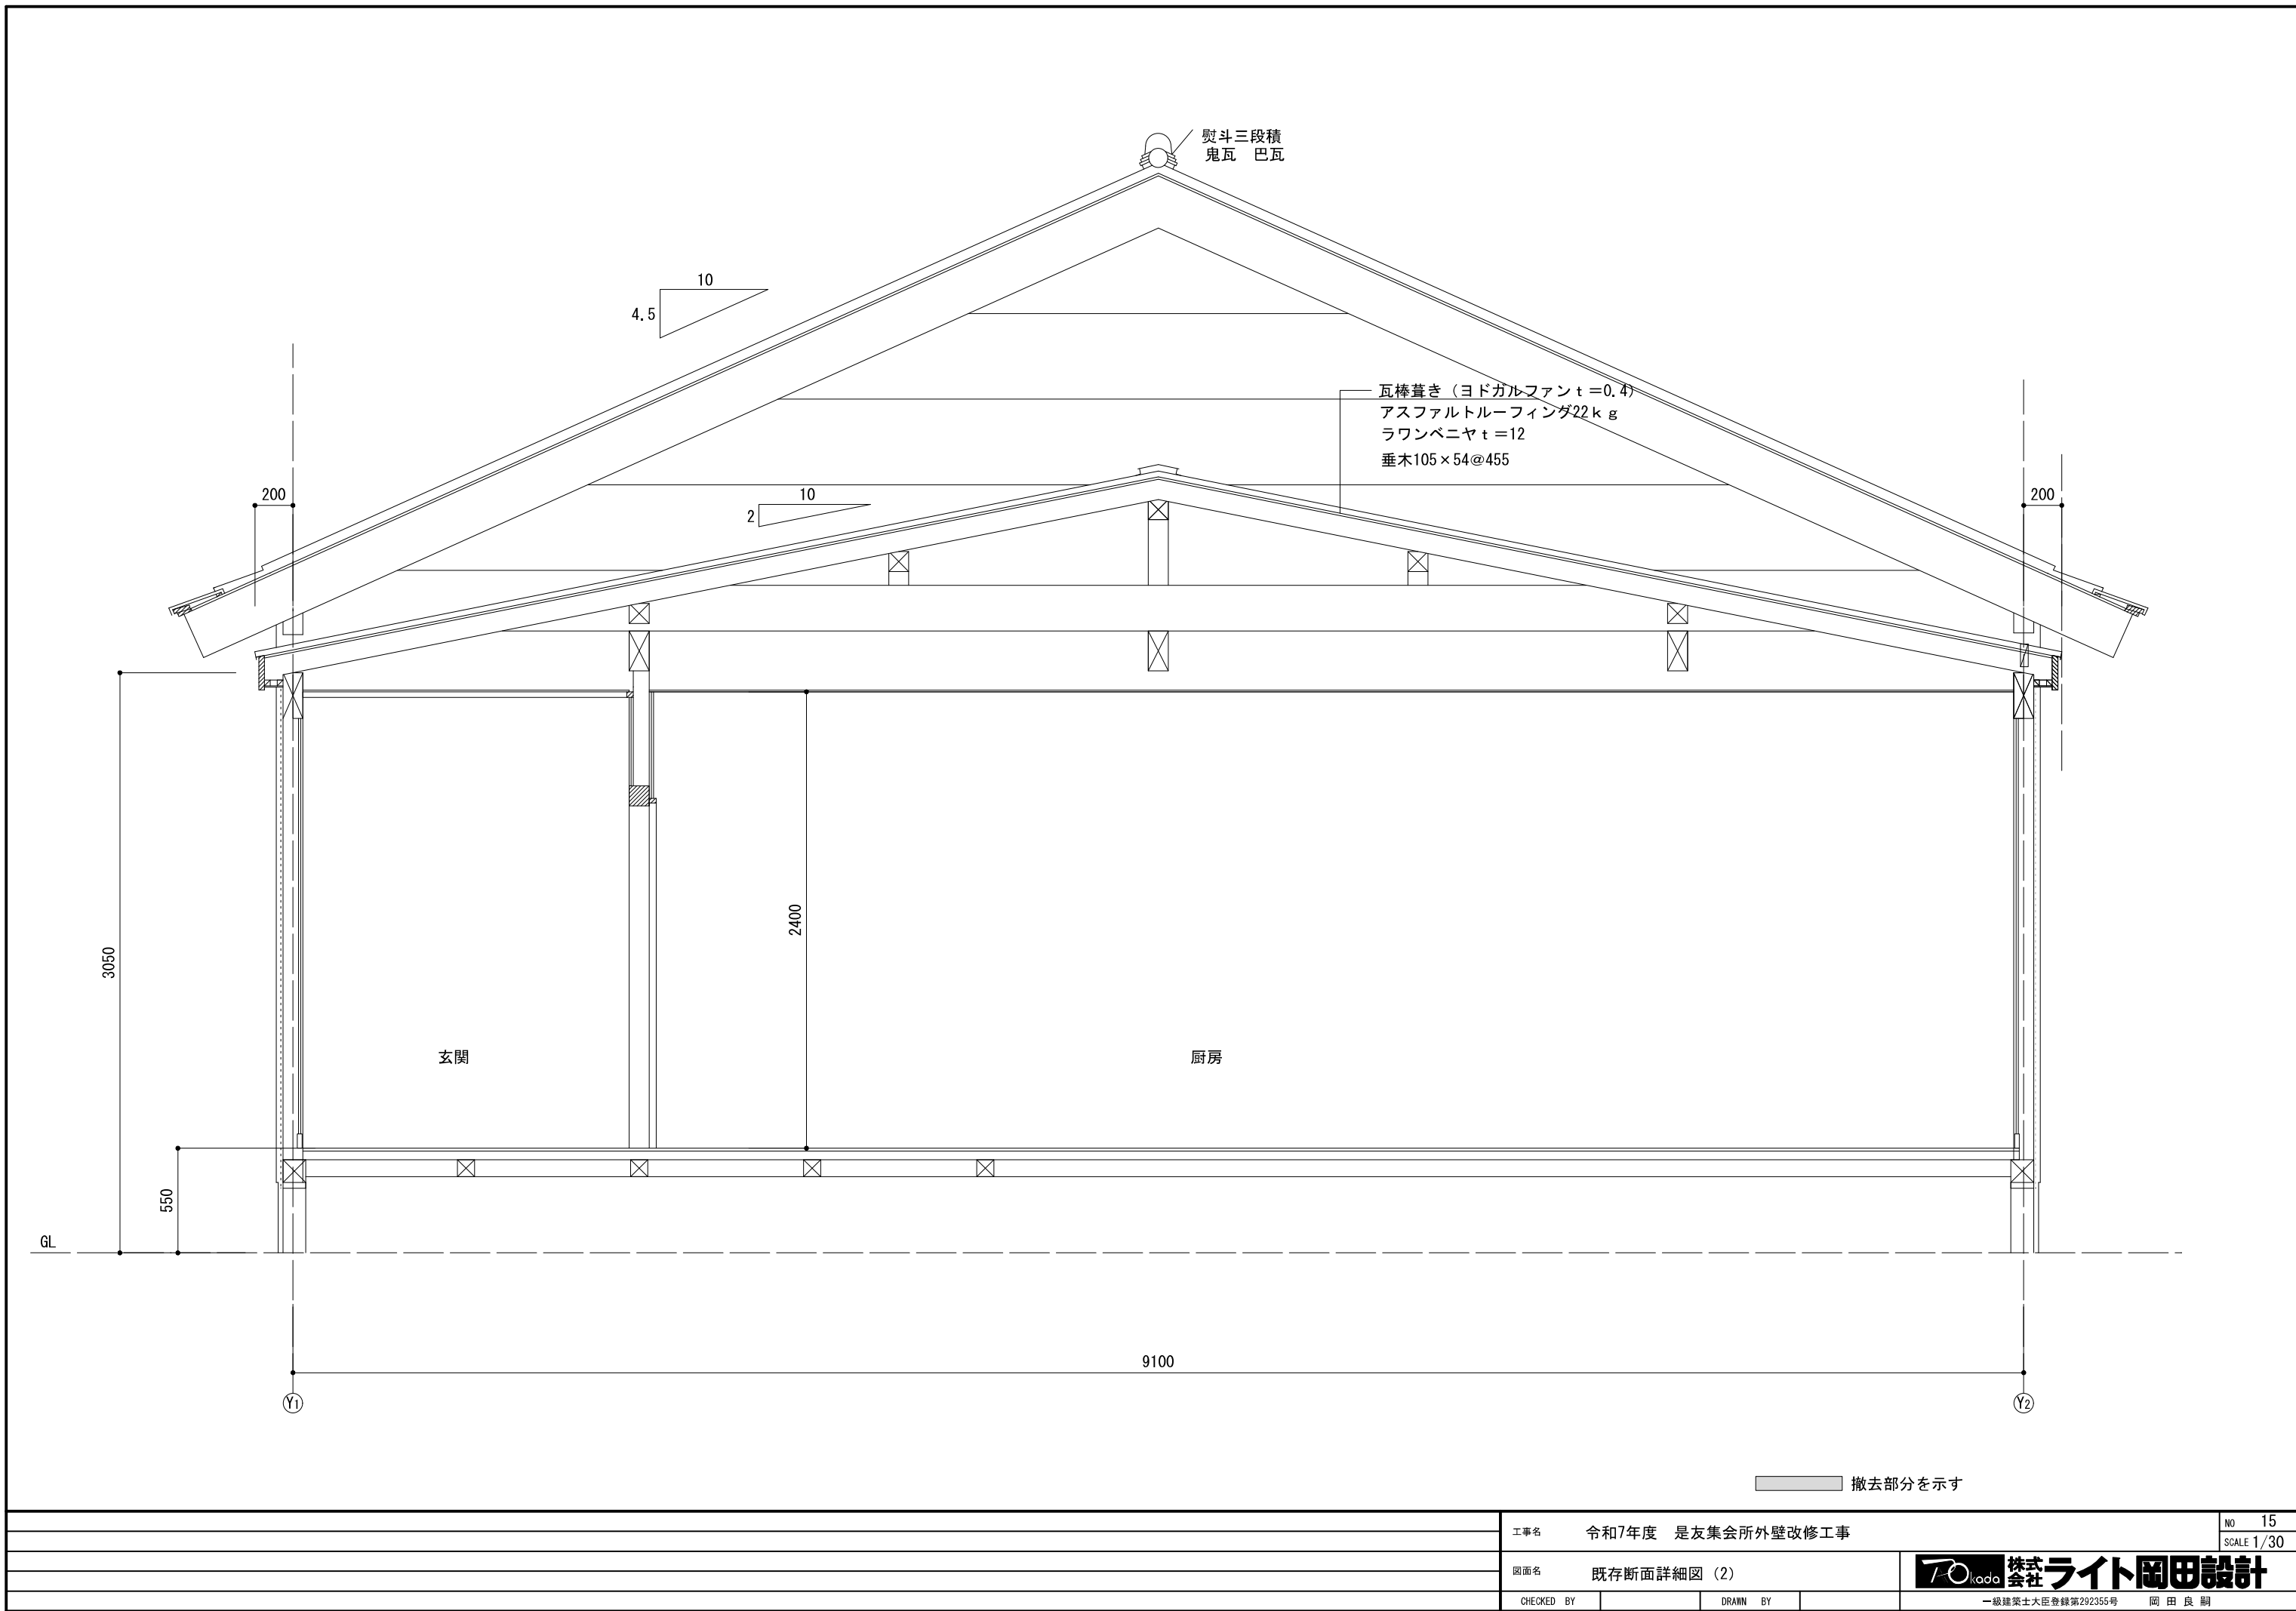 熨斗三段積
鬼瓦　巴瓦
10
4.5
瓦棒葺き（ヨドガルファンｔ＝0.4）
アスファルトルーフィング22ｋｇ
ラワンベニヤｔ＝12
垂木105×54@455
200
10
2
200
2400
3050
玄関
厨房
550
GL
9100
Y1
Y2
撤去部分を示す
工事名　令和7年度　是友集会所外壁改修工事
NO 15
SCALE 1/30
図面名　既存断面詳細図（2）
TOkada 株式会社ライト岡田設計
CHECKED BY
DRAWN BY
一級建築士大臣登録第292355号　岡田良嗣